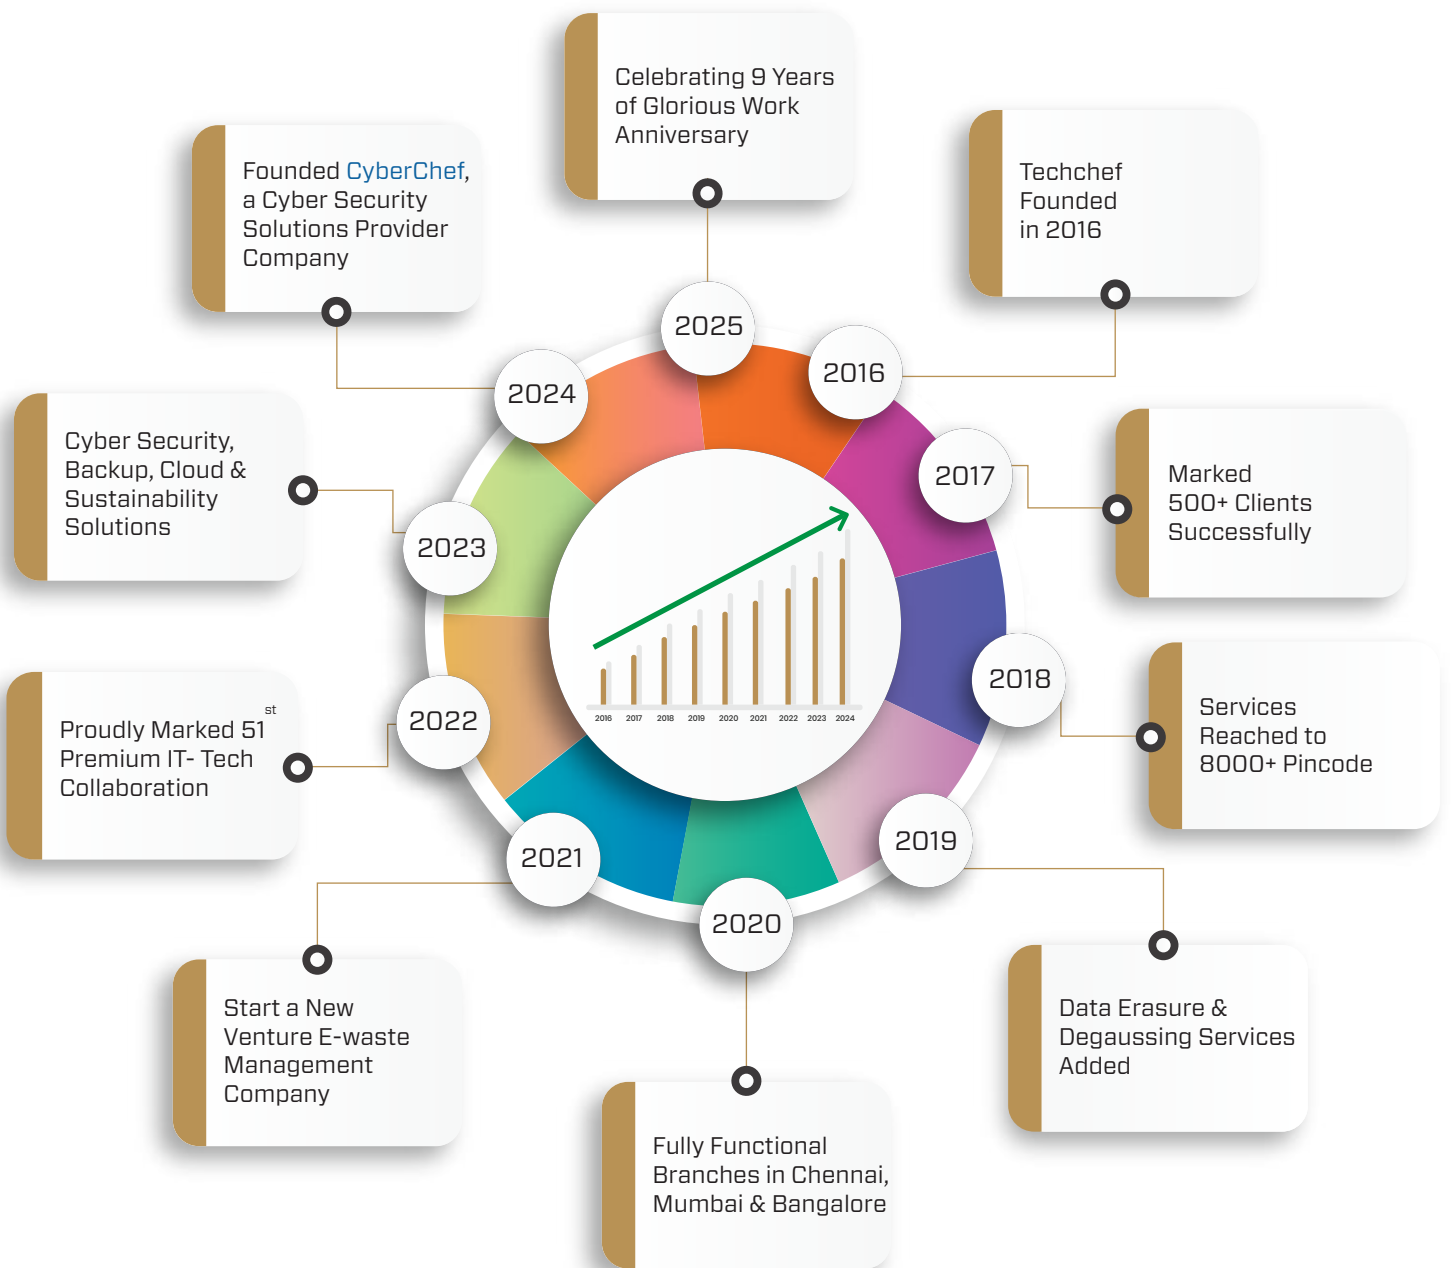 Celebrating 9 Years
of Glorious Work
Anniversary
Founded CyberChef,
a Cyber Security
Solutions Provider
Company
Techchef
Founded
in 2016
2025
2016
2024
2017
Cyber Security,
Backup, Cloud &
Sustainability
Solutions
Marked
500+ Clients
Successfully
2023
2018
2022
Proudly Marked 51st
Premium IT- Tech
Collaboration
Services
Reached to
8000+ Pincode
2016 2017 2018 2019 2020 2021 2022 2023 2024
2019
2021
2020
Start a New
Venture E-waste
Management
Company
Data Erasure &
Degaussing Services
Added
Fully Functional
Branches in Chennai,
Mumbai & Bangalore